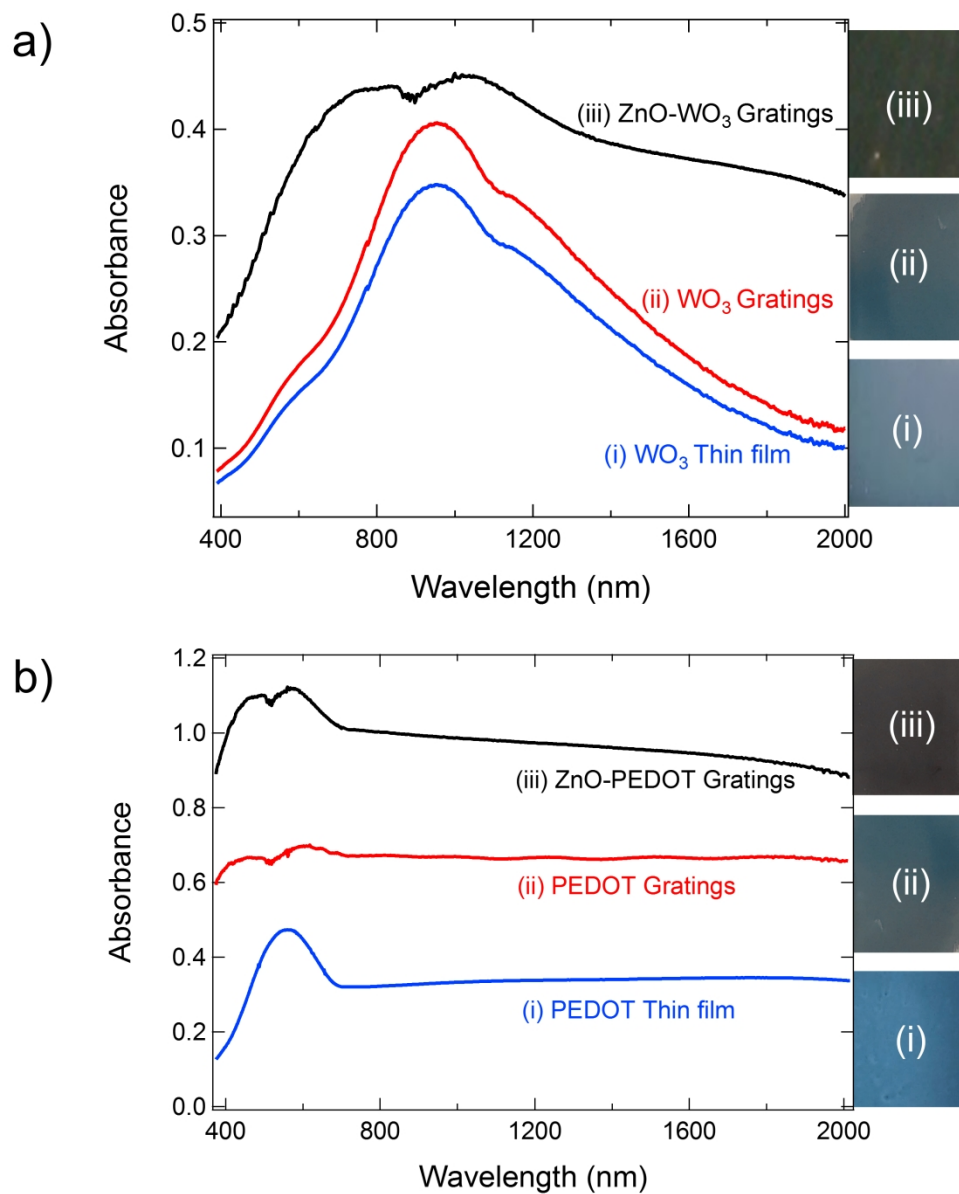 a)
0.5
0.4
0.3
0.2
0.1
Absorbance
(iii) ZnO-WO₃ Gratings
(ii) WO₃ Gratings
(i) WO₃ Thin film
400 800 1200 1600 2000
Wavelength (nm)
(iii)
(ii)
(i)
b)
1.2
1.0
0.8
0.6
0.4
0.2
0.0
Absorbance
(iii) ZnO-PEDOT Gratings
(ii) PEDOT Gratings
(i) PEDOT Thin film
400 800 1200 1600 2000
Wavelength (nm)
(iii)
(ii)
(i)